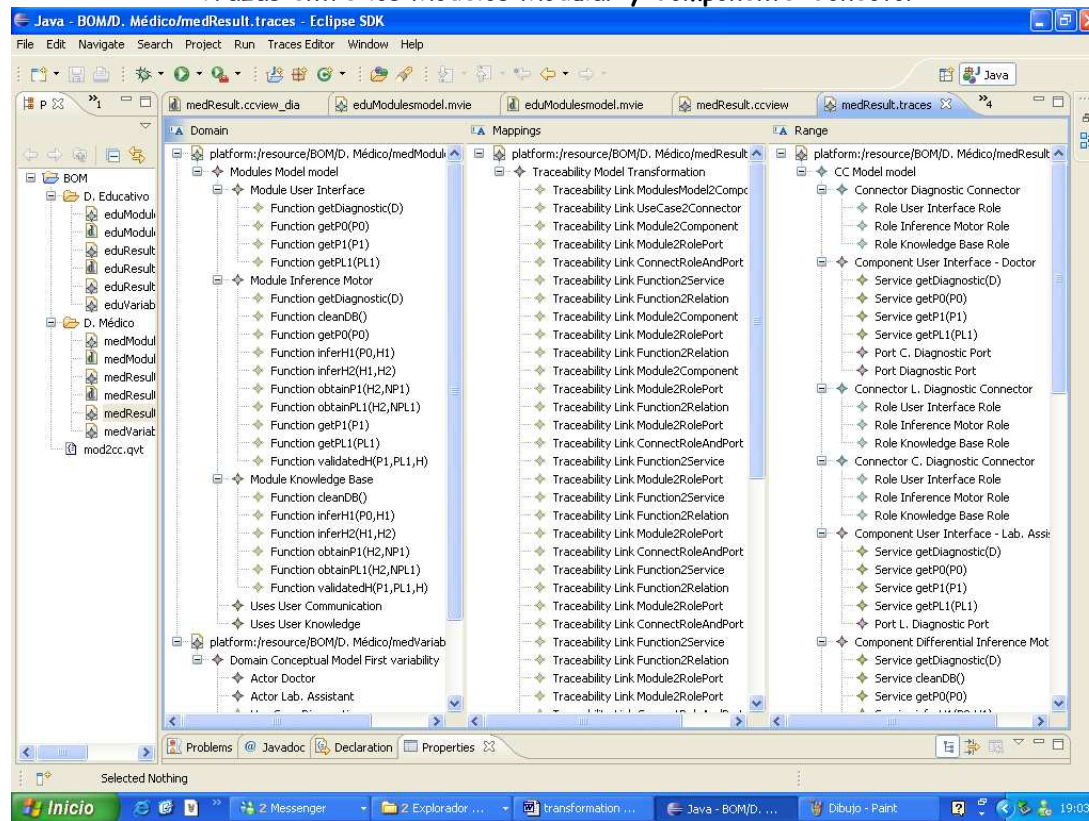 Java - BOM/D. Médico/medResult.traces - Eclipse SDK
File Edit Navigate Search Project Run Traces Editor Window Help
Java
P
1
medResult.ccview_dia
eduModulesmodel.mvie
eduModulesmodel.mvie
medResult.ccview
medResult.traces
4
Domain
Mappings
Range
BOM
D. Educativo
eduModul
eduModul
eduResult
eduResult
eduResult
eduVariab
D. Médico
medModul
medModul
medResult
medResult
medResult
medVariat
mod2cc.qvt
platform:/resource/BOM/D. Médico/medModul
Modules Model model
Module User Interface
Function getDiagnostic(D)
Function getP0(P0)
Function getP1(P1)
Function getPL1(PL1)
Module Inference Motor
Function getDiagnostic(D)
Function cleanDB()
Function getP0(P0)
Function inferH1(P0,H1)
Function inferH2(H1,H2)
Function obtainP1(H2,NP1)
Function obtainPL1(H2,NPL1)
Function getP1(P1)
Function getPL1(PL1)
Function validatedH(P1,PL1,H)
Module Knowledge Base
Function cleanDB()
Function inferH1(P0,H1)
Function inferH2(H1,H2)
Function obtainP1(H2,NP1)
Function obtainPL1(H2,NPL1)
Function validatedH(P1,PL1,H)
Uses User Communication
Uses User Knowledge
platform:/resource/BOM/D. Médico/medVariab
Domain Conceptual Model First variability
Actor Doctor
Actor Lab. Assistant
platform:/resource/BOM/D. Médico/medResult
Traceability Model Transformation
Traceability Link ModulesModel2Compc
Traceability Link UseCase2Connector
Traceability Link Module2Component
Traceability Link Module2RolePort
Traceability Link ConnectRoleAndPort
Traceability Link Function2Service
Traceability Link Function2Relation
Traceability Link Module2Component
Traceability Link Module2RolePort
Traceability Link Function2Relation
Traceability Link Module2Component
Traceability Link Module2RolePort
Traceability Link Function2Relation
Traceability Link Module2RolePort
Traceability Link ConnectRoleAndPort
Traceability Link Function2Service
Traceability Link Module2RolePort
Traceability Link Function2Service
Traceability Link Function2Relation
Traceability Link Module2RolePort
Traceability Link ConnectRoleAndPort
Traceability Link Function2Service
Traceability Link Function2Relation
Traceability Link Module2RolePort
Traceability Link ConnectRoleAndPort
Traceability Link Function2Service
Traceability Link Function2Relation
Traceability Link Module2RolePort
Traceability Link Module2RolePort
platform:/resource/BOM/D. Médico/medResult
CC Model model
Connector Diagnostic Connector
Role User Interface Role
Role Inference Motor Role
Role Knowledge Base Role
Component User Interface - Doctor
Service getDiagnostic(D)
Service getP0(P0)
Service getP1(P1)
Service getPL1(PL1)
Port C. Diagnostic Port
Port Diagnostic Port
Connector L. Diagnostic Connector
Role User Interface Role
Role Inference Motor Role
Role Knowledge Base Role
Connector C. Diagnostic Connector
Role User Interface Role
Role Inference Motor Role
Role Knowledge Base Role
Component User Interface - Lab. Assis
Service getDiagnostic(D)
Service getP0(P0)
Service getP1(P1)
Service getPL1(PL1)
Port L. Diagnostic Port
Component Differential Inference Mot
Service getDiagnostic(D)
Service cleanDB()
Service getP0(P0)
Problems @ Javadoc Declaration Properties
Selected Nothing
Inicio
2 Messenger
2 Explorador ...
transformation ...
Java - BOM/D. ...
Dibujo - Paint
19:03